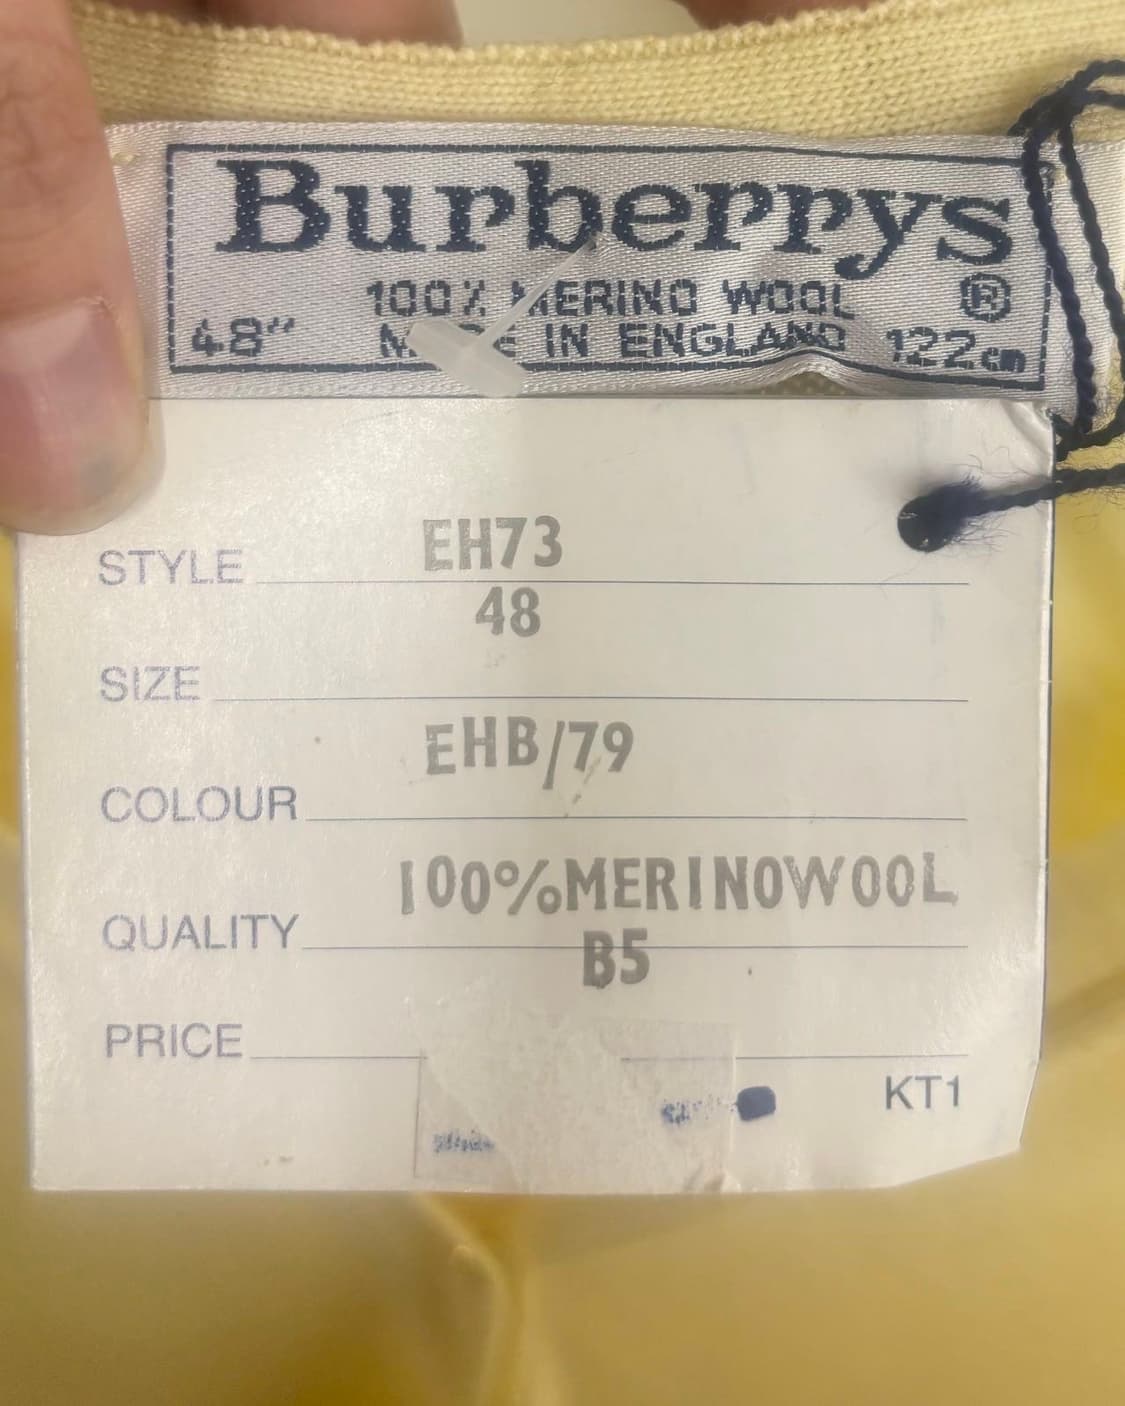 Burberrys
100% MERINO WOOL ®
48" MADE IN ENGLAND 122cm
STYLE EH73
48
SIZE
EHB/79
COLOUR
100%MERINOWOOL
QUALITY
B5
PRICE
KT1